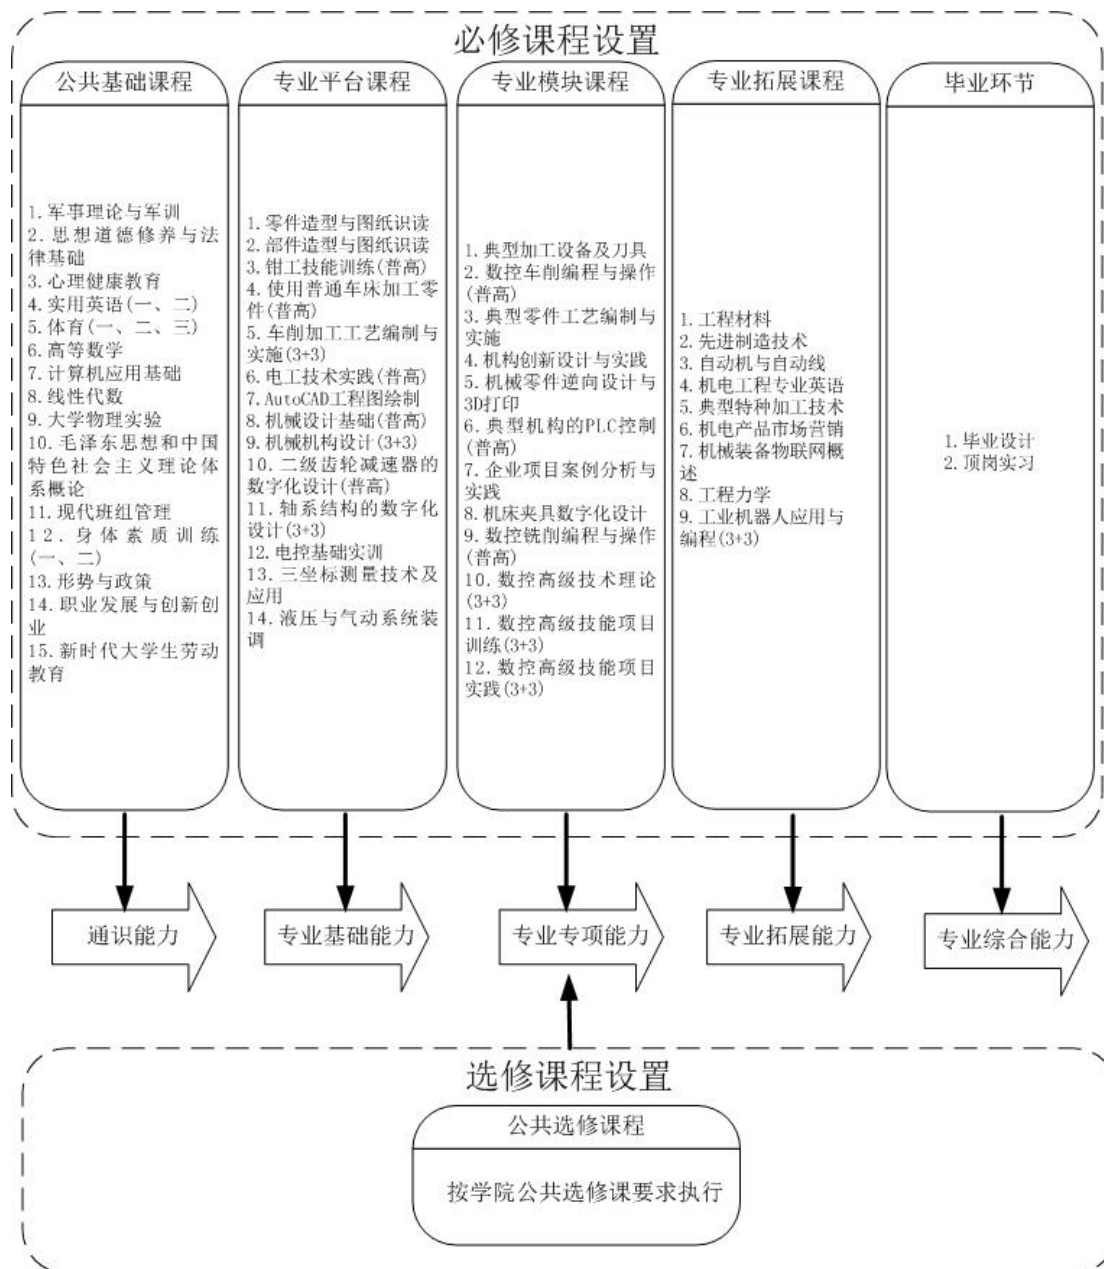 必修课程设置
公共基础课程
1.军事理论与军训
2.思想道德修养与法
律基础
3.心理健康教育
4.实用英语(一、二)
5.体育(一、二、三)
6.高等数学
7.计算机应用基础
8.线性代数
9.大学物理实验
10.毛泽东思想和中国
特色社会主义理论体
系概论
11.现代班组管理
12.身体素质训练
(一、二)
13.形势与政策
14.职业发展与创新创
业
15.新时代大学生劳动
教育
专业平台课程
1.零件造型与图纸识读
2.部件造型与图纸识读
3.钳工技能训练(普高)
4.使用普通车床加工零
件(普高)
5.车削加工工艺编制与
实施(3+3)
6.电工技术实践(普高)
7.AutoCAD工程图绘制
8.机械设计基础(普高)
9.机械机构设计(3+3)
10.二级齿轮减速器的
数字化设计(普高)
11.轴系结构的数字化
设计(3+3)
12.电控基础实训
13.三坐标测量技术及
应用
14.液压与气动系统装
调
专业模块课程
1.典型加工设备及刀具
2.数控车削编程与操作
(普高)
3.典型零件工艺编制与
实施
4.机构创新设计与实践
5.机械零件逆向设计与
3D打印
6.典型机构的PLC控制
(普高)
7.企业项目案例分析与
实践
8.机床夹具数字化设计
9.数控铣削编程与操作
(普高)
10.数控高级技术理论
(3+3)
11.数控高级技能项目
训练(3+3)
12.数控高级技能项目
实践(3+3)
专业拓展课程
1.工程材料
2.先进制造技术
3.自动机与自动线
4.机电工程专业英语
5.典型特种加工技术
6.机电产品市场营销
7.机械装备物联网概
述
8.工程力学
9.工业机器人应用与
编程(3+3)
毕业环节
1.毕业设计
2.顶岗实习
通识能力
专业基础能力
专业专项能力
专业拓展能力
专业综合能力
选修课程设置
公共选修课程
按学院公共选修课要求执行